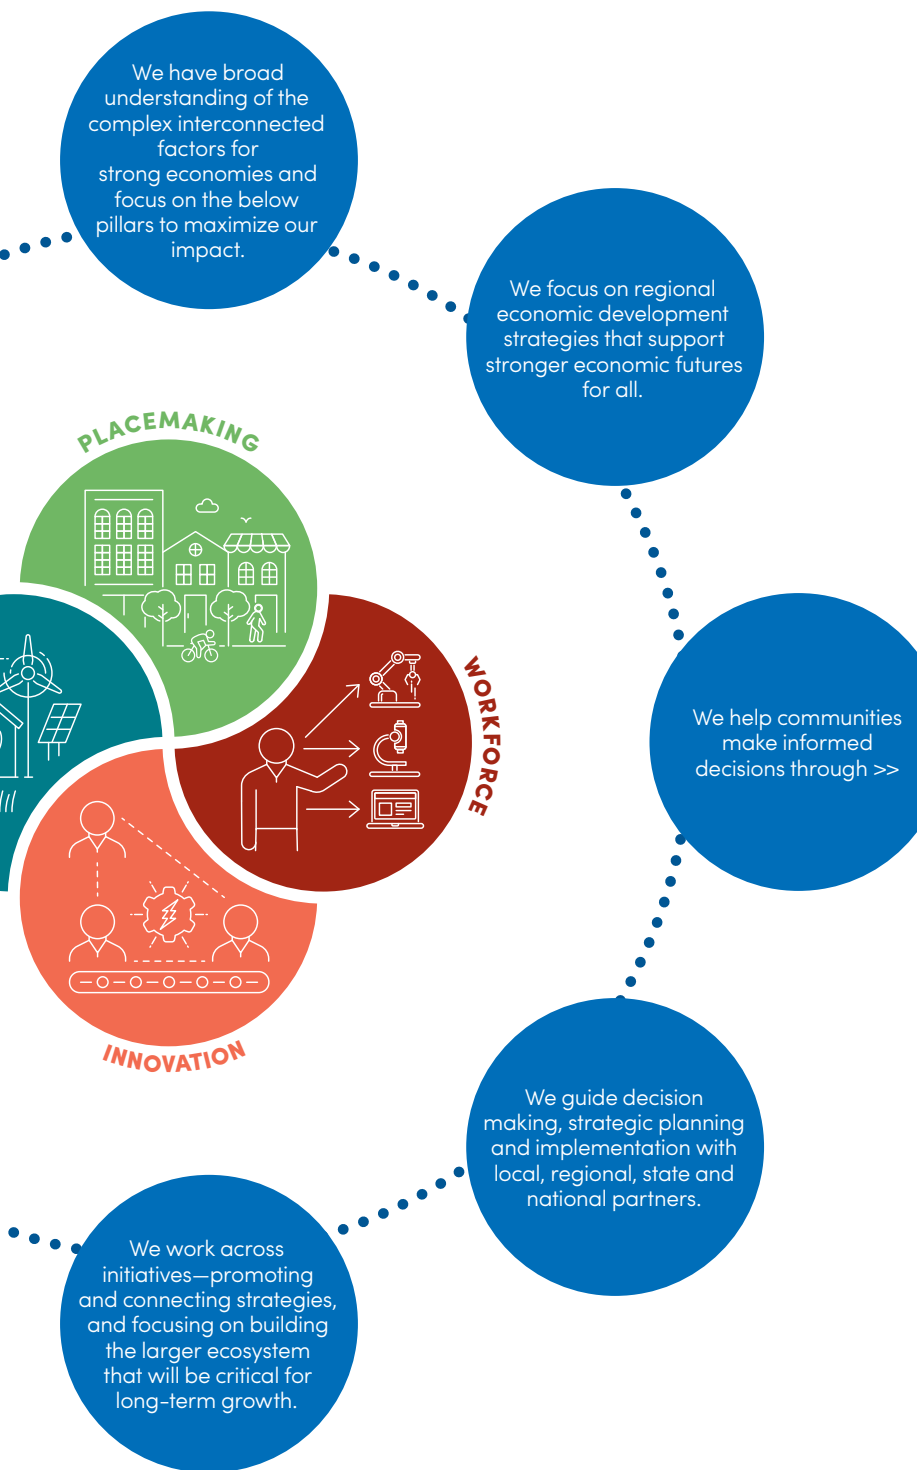 We have broad
understanding of the
complex interconnected
factors for
strong economies and
focus on the below
pillars to maximize our
impact.
We focus on regional
economic development
strategies that support
stronger economic futures
for all.
PLACEMAKING
WORKFORCE
We help communities
make informed
decisions through >>
INNOVATION
We guide decision
making, strategic planning
and implementation with
local, regional, state and
national partners.
We work across
initiatives—promoting
and connecting strategies,
and focusing on building
the larger ecosystem
that will be critical for
long-term growth.